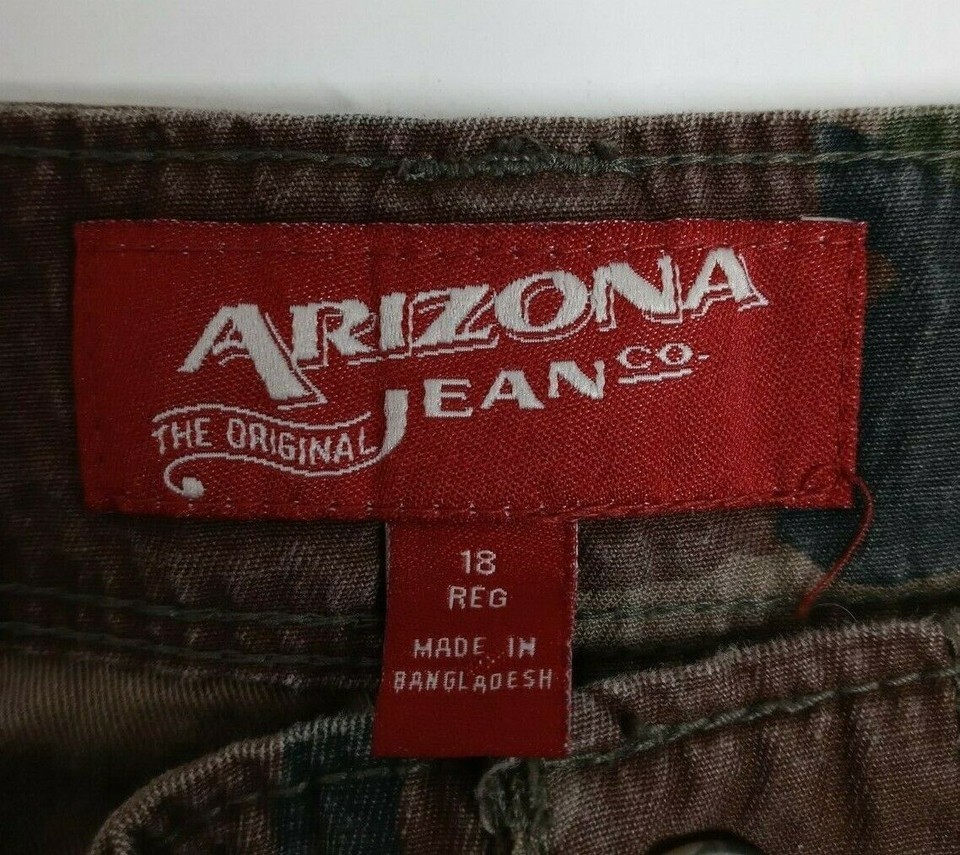 ARIZONA
JEAN CO.
THE ORIGINAL
18
REG
MADE IN
BANGLADESH